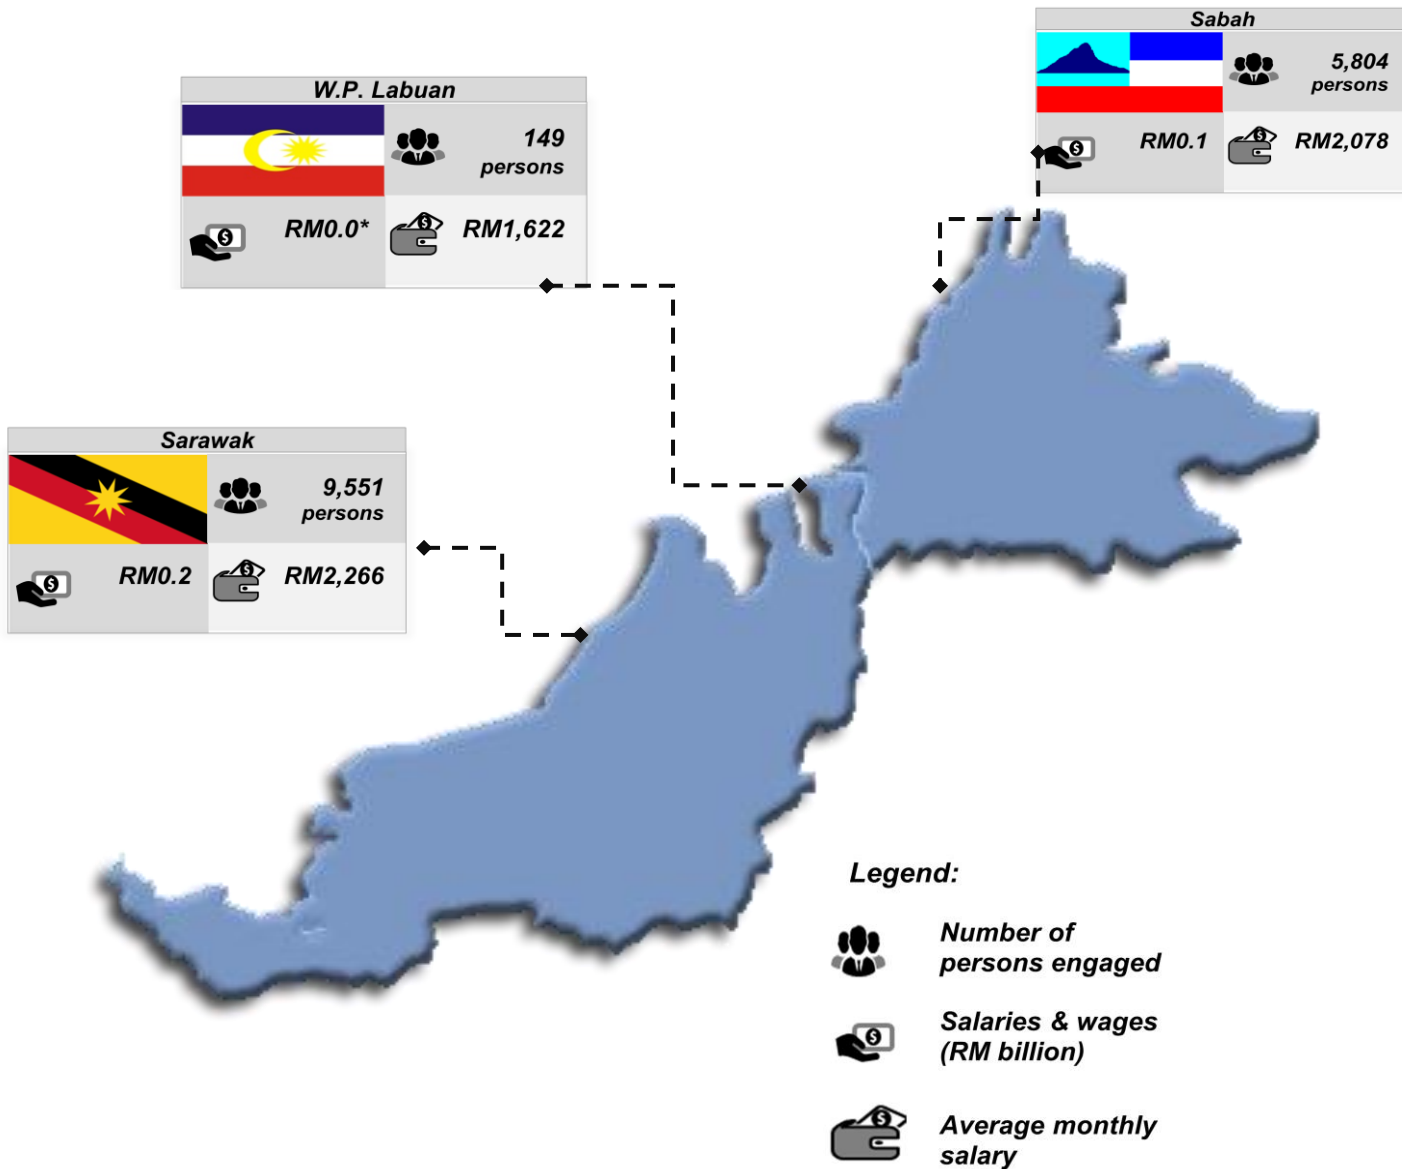 Sabah
5,804
persons
RM0.1
RM2,078
W.P. Labuan
149
persons
RM0.0*
RM1,622
Sarawak
9,551
persons
RM0.2
RM2,266
Legend:
Number of
persons engaged
Salaries & wages
(RM billion)
Average monthly
salary